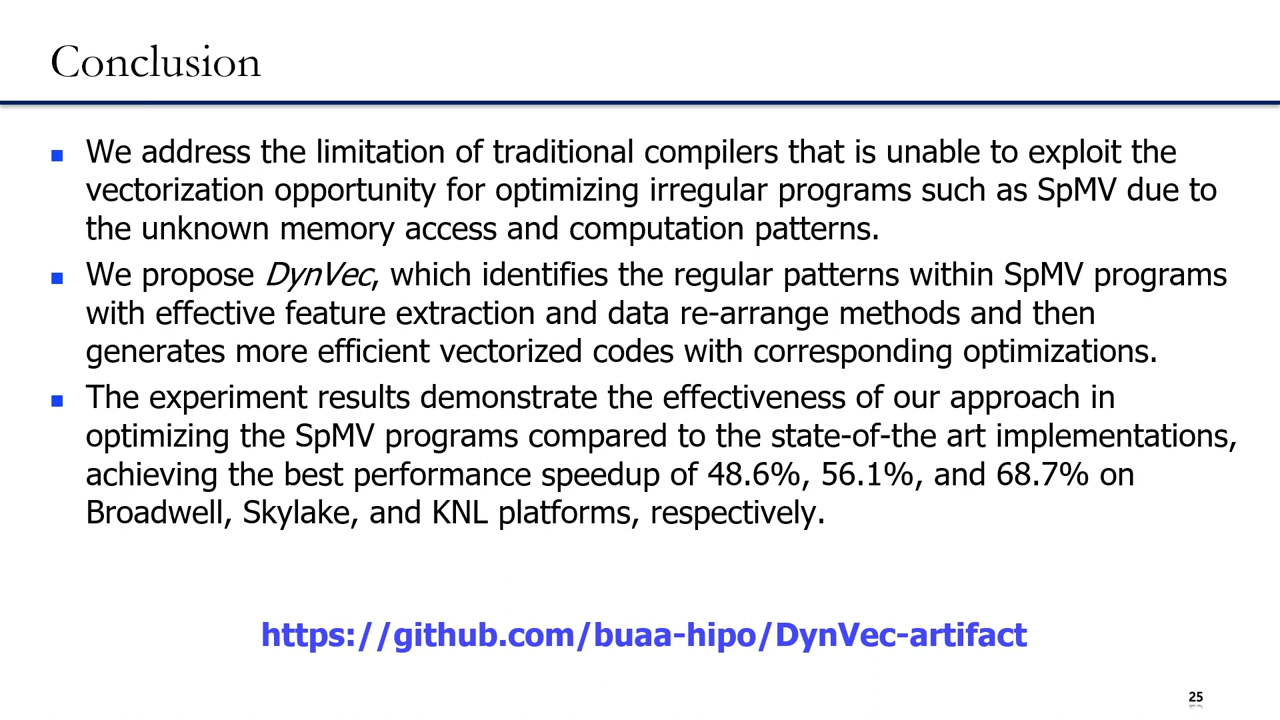 Conclusion
We address the limitation of traditional compilers that is unable to exploit the
vectorization opportunity for optimizing irregular programs such as SpMV due to
the unknown memory access and computation patterns.
We propose DynVec, which identifies the regular patterns within SpMV programs
with effective feature extraction and data re-arrange methods and then
generates more efficient vectorized codes with corresponding optimizations.
The experiment results demonstrate the effectiveness of our approach in
optimizing the SpMV programs compared to the state-of-the art implementations,
achieving the best performance speedup of 48.6%, 56.1%, and 68.7% on
Broadwell, Skylake, and KNL platforms, respectively.
https://github.com/buaa-hipo/DynVec-artifact
25